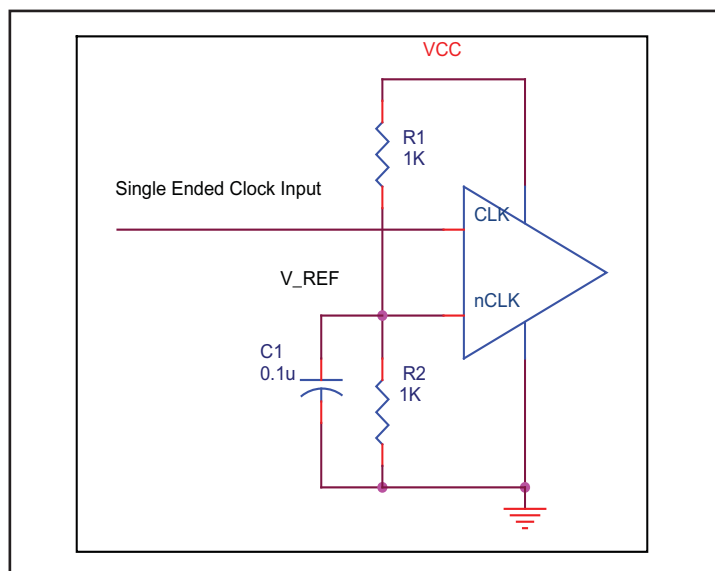 VCC
R1
1K
Single Ended Clock Input
CLK
V_REF
nCLK
C1
0.1u
R2
1K